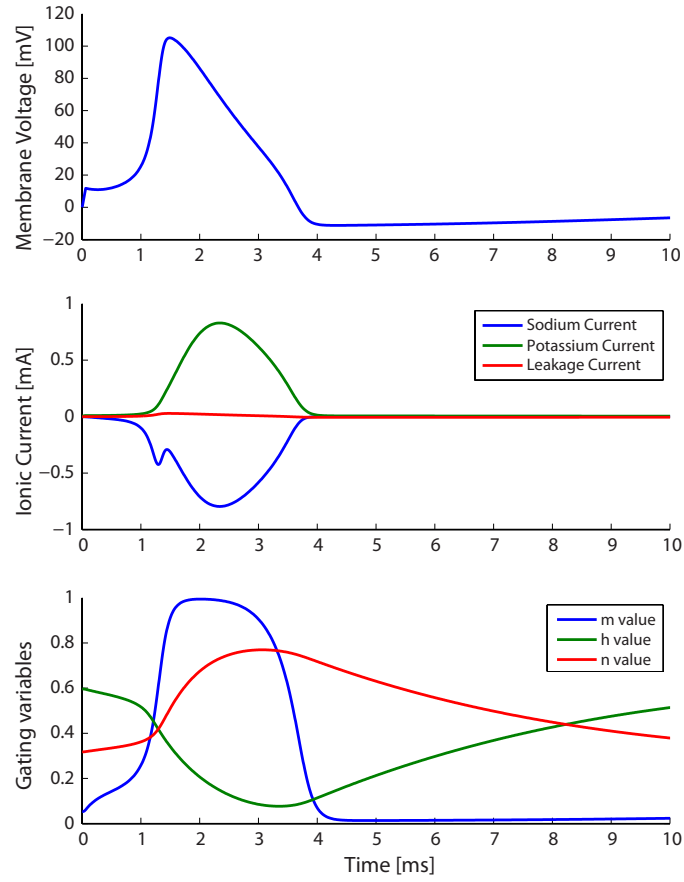 Membrane Voltage [mV]
120
100
80
60
40
20
0
−20
0 1 2 3 4 5 6 7 8 9 10
Ionic Current [mA]
1
0.5
0
−0.5
−1
Sodium Current
Potassium Current
Leakage Current
0 1 2 3 4 5 6 7 8 9 10
Gating variables
1
0.8
0.6
0.4
0.2
0
m value
h value
n value
0 1 2 3 4 5 6 7 8 9 10
Time [ms]